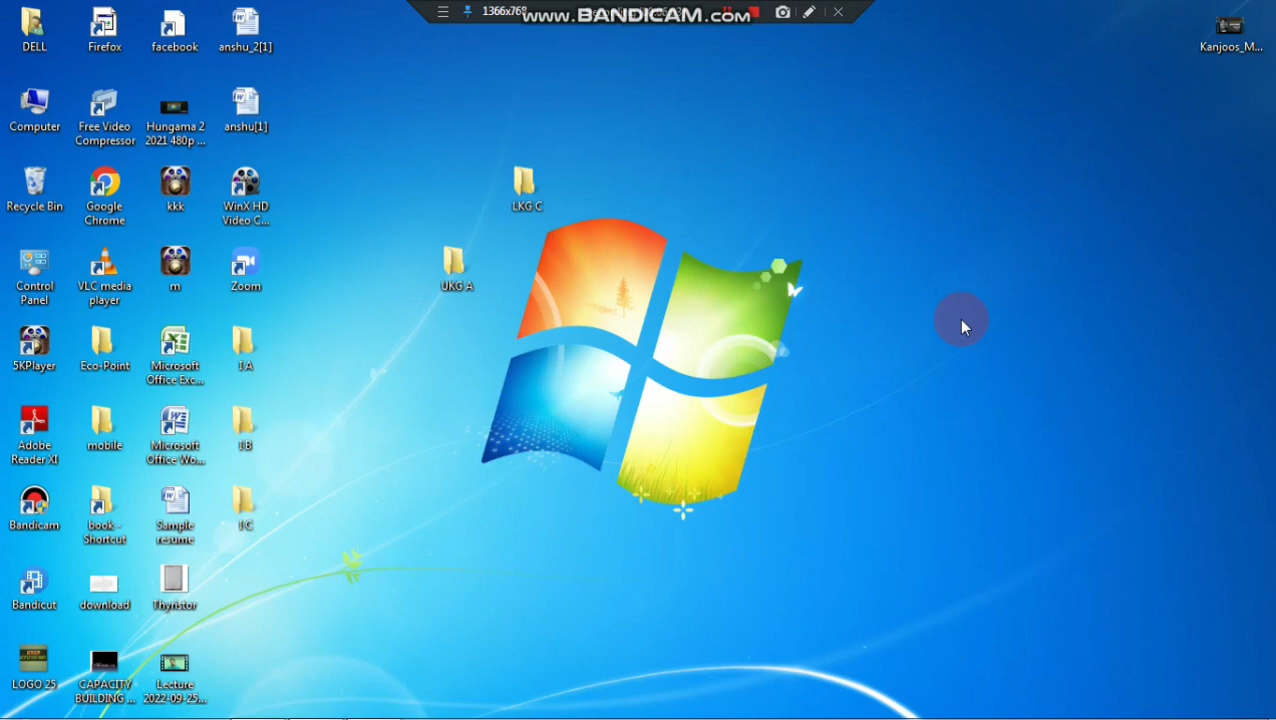 1366x768
www.BANDICAM.com
DELL
Firefox
facebook
anshu_2[1]
Kanjoos_M...
Computer
Free Video
Compressor
Hungama 2
2021 480p ...
anshu[1]
Recycle Bin
Google
Chrome
kkk
WinX HD
Video C...
LKG C
Control
Panel
VLC media
player
m
Zoom
UKG A
5KPlayer
Eco-Point
Microsoft
Office Exc...
I A
Adobe
Reader XI
mobile
Microsoft
Office Wo...
I B
Bandicam
book -
Shortcut
Sample
resume
I C
Bandicut
download
Thyristor
LOGO 25
CAPACITY
BUILDING ...
Lecture
2022-09-25...